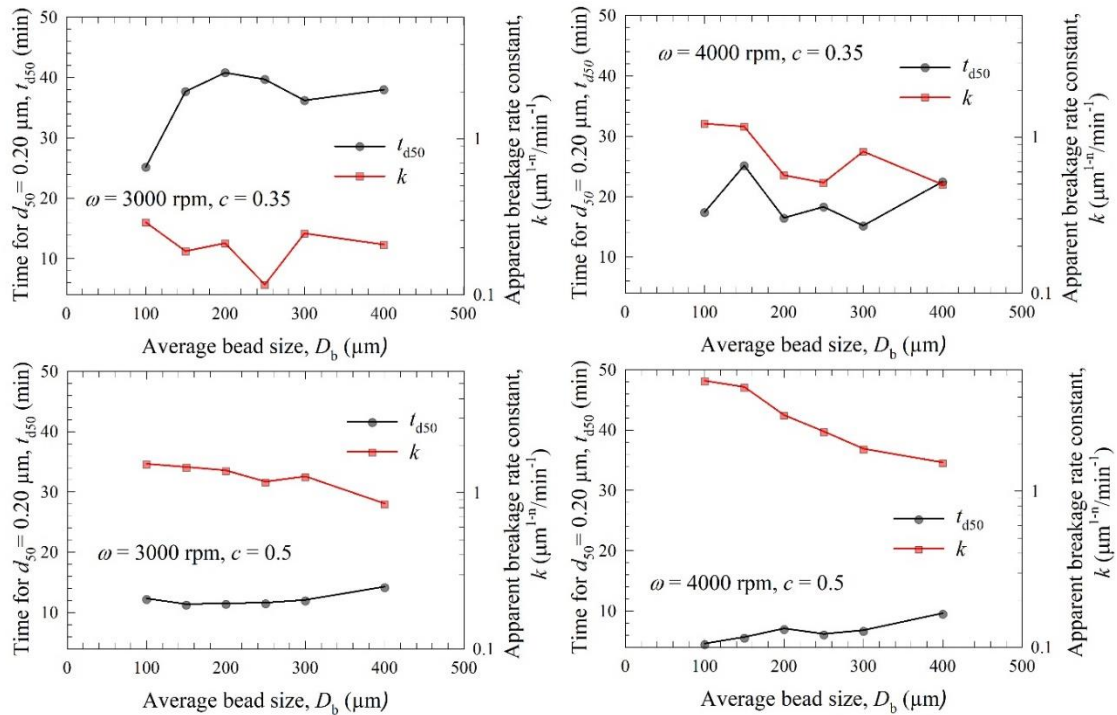 Time for d50 = 0.20 µm, td50 (min)
50
40
30
20
10
ω = 3000 rpm, c = 0.35
td50
k
1
0.1
Apparent breakage rate constant,
k (µm1-n/min-1)
0
100
200
300
400
500
Average bead size, Db (µm)
Time for d50 = 0.20 µm, td50 (min)
50
40
30
20
10
ω = 4000 rpm, c = 0.35
td50
k
1
0.1
Apparent breakage rate constant,
k (µm1-n/min-1)
0
100
200
300
400
500
Average bead size, Db (µm)
Time for d50 = 0.20 µm, td50 (min)
50
40
30
20
10
td50
k
ω = 3000 rpm, c = 0.5
1
0.1
Apparent breakage rate constant,
k (µm1-n/min-1)
0
100
200
300
400
500
Average bead size, Db (µm)
Time for d50 = 0.20 µm, td50 (min)
50
40
30
20
10
td50
k
ω = 4000 rpm, c = 0.5
1
0.1
Apparent breakage rate constant,
k (µm1-n/min-1)
0
100
200
300
400
500
Average bead size, Db (µm)